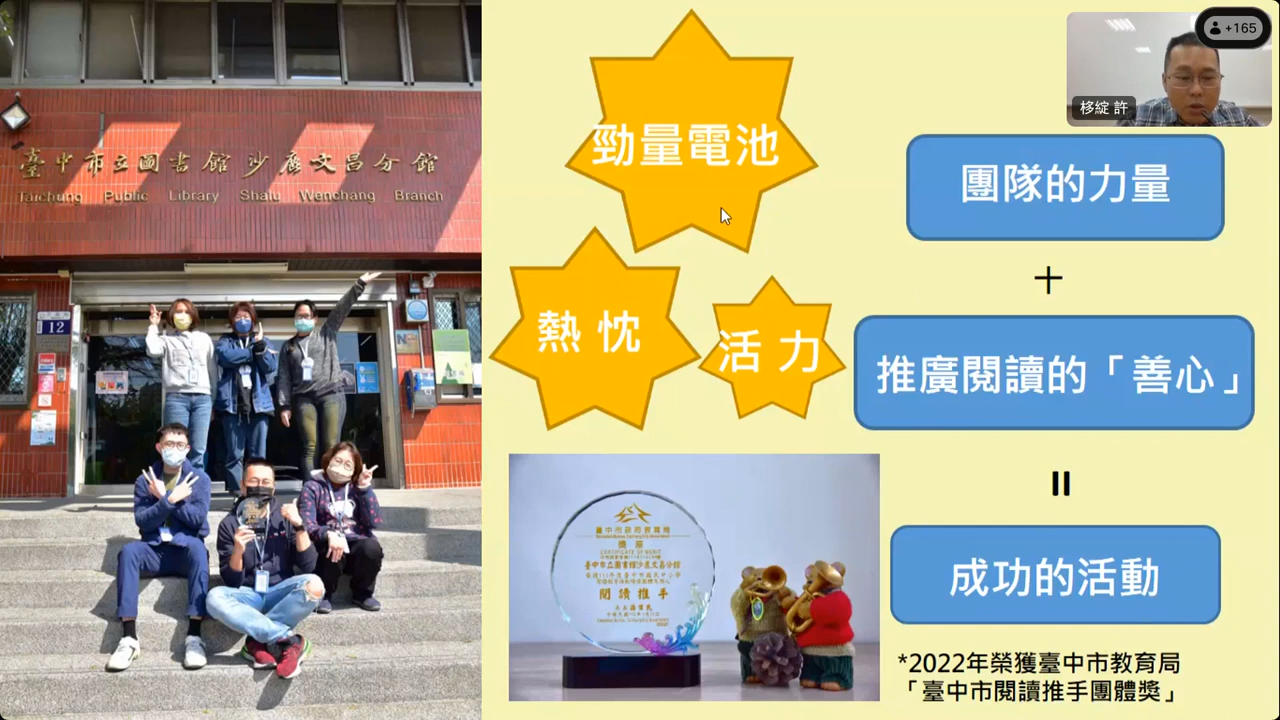 臺中市立圖書館沙鹿文昌分館
Taichung Public Library Shalu Wenchang Branch
12
勁量電池
熱 忱
活 力
+165
移綻 許
團隊的力量
＋
推廣閱讀的「善心」
=
成功的活動
臺中市政府教育局
獎座
CERTIFICATE OF MERIT
臺中市立圖書館沙鹿文昌分館
閱讀推手
*2022年榮獲臺中市教育局
「臺中市閱讀推手團體獎」